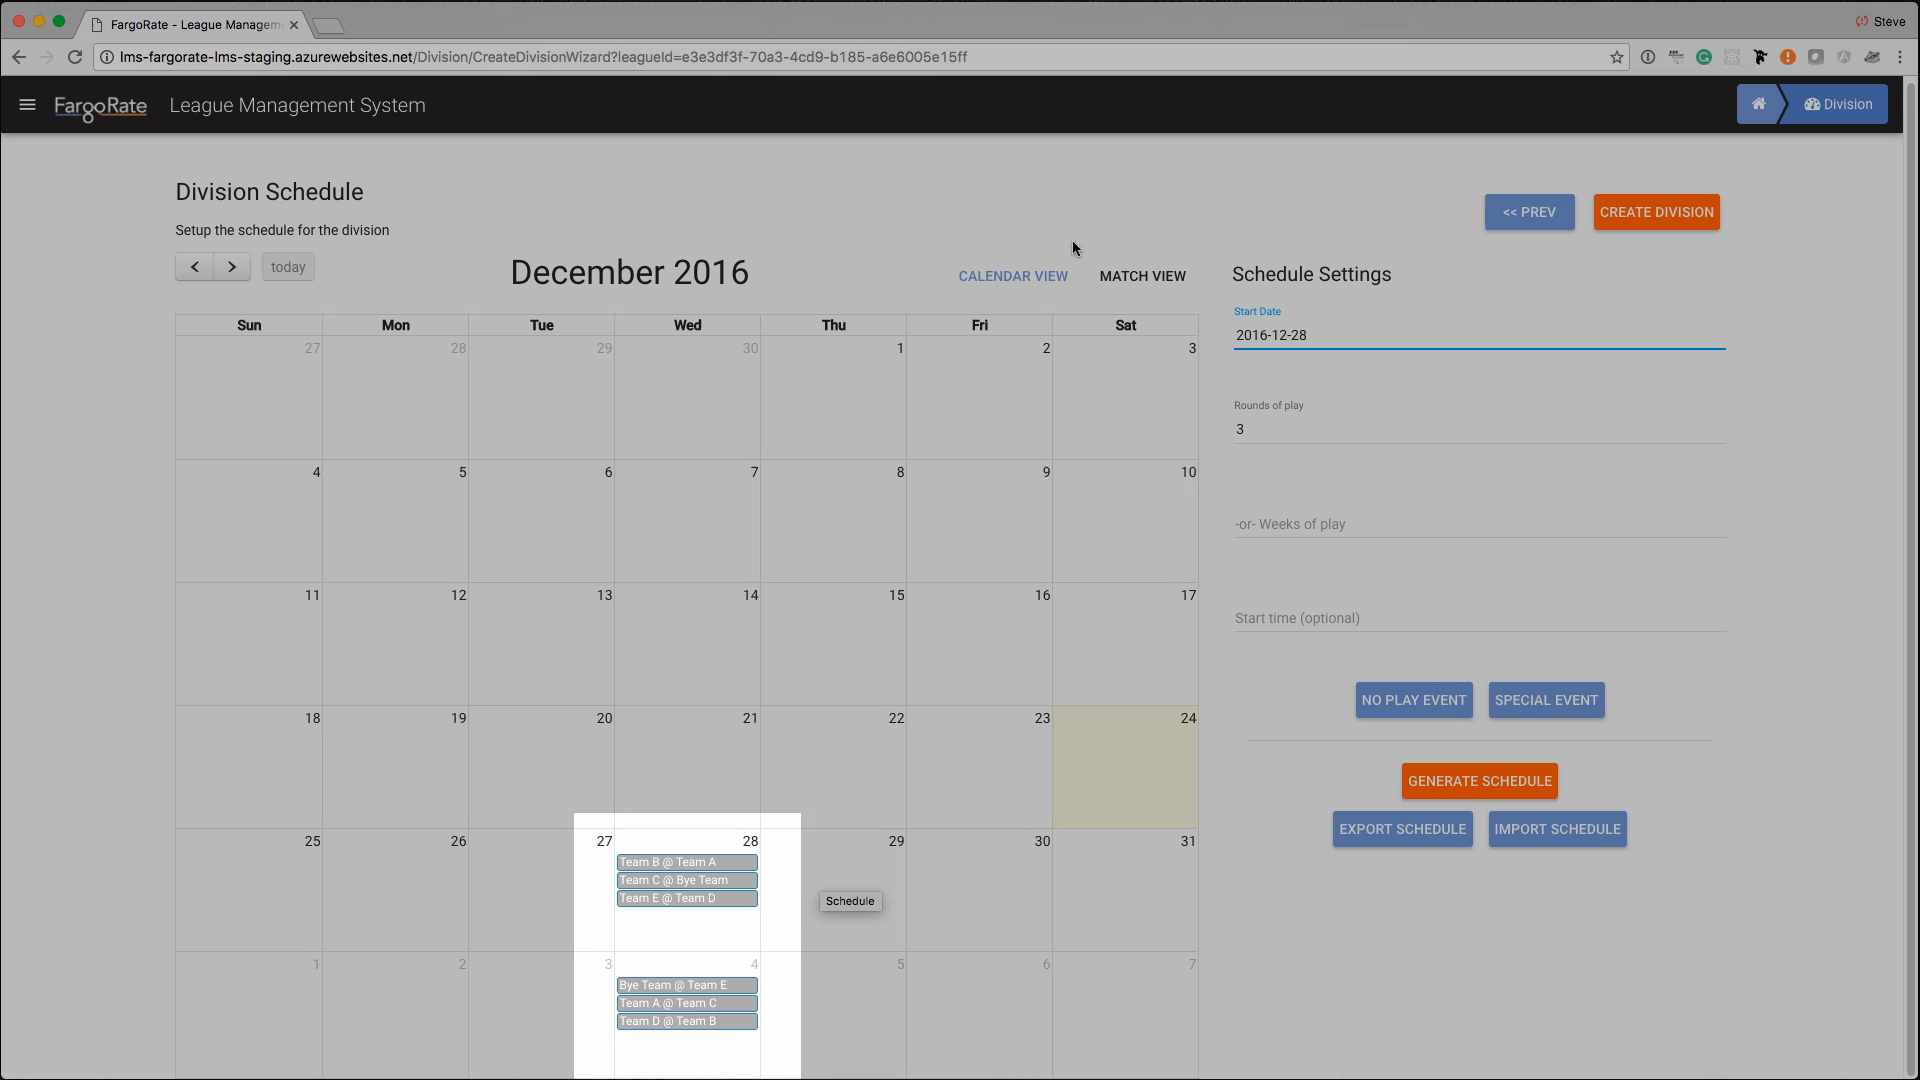 FargoRate - League Managem
Steve
lms-fargorate-lms-staging.azurewebsites.net/Division/CreateDivisionWizard?leagueId=e3e3df3f-70a3-4cd9-b185-a6e6005e15ff
FargoRate League Management System
Division
Division Schedule
Setup the schedule for the division
<< PREV CREATE DIVISION
today
December 2016
CALENDAR VIEW MATCH VIEW
Sun Mon Tue Wed Thu Fri Sat
27 28 29 30 1 2 3
4 5 6 7 8 9 10
11 12 13 14 15 16 17
18 19 20 21 22 23 24
25 26 27 28 29 30 31
Team B @ Team A
Team C @ Bye Team
Team E @ Team D
Schedule
1 2 3 4 5 6 7
Bye Team @ Team E
Team A @ Team C
Team D @ Team B
Schedule Settings
Start Date
2016-12-28
Rounds of play
3
-or- Weeks of play
Start time (optional)
NO PLAY EVENT SPECIAL EVENT
GENERATE SCHEDULE
EXPORT SCHEDULE IMPORT SCHEDULE